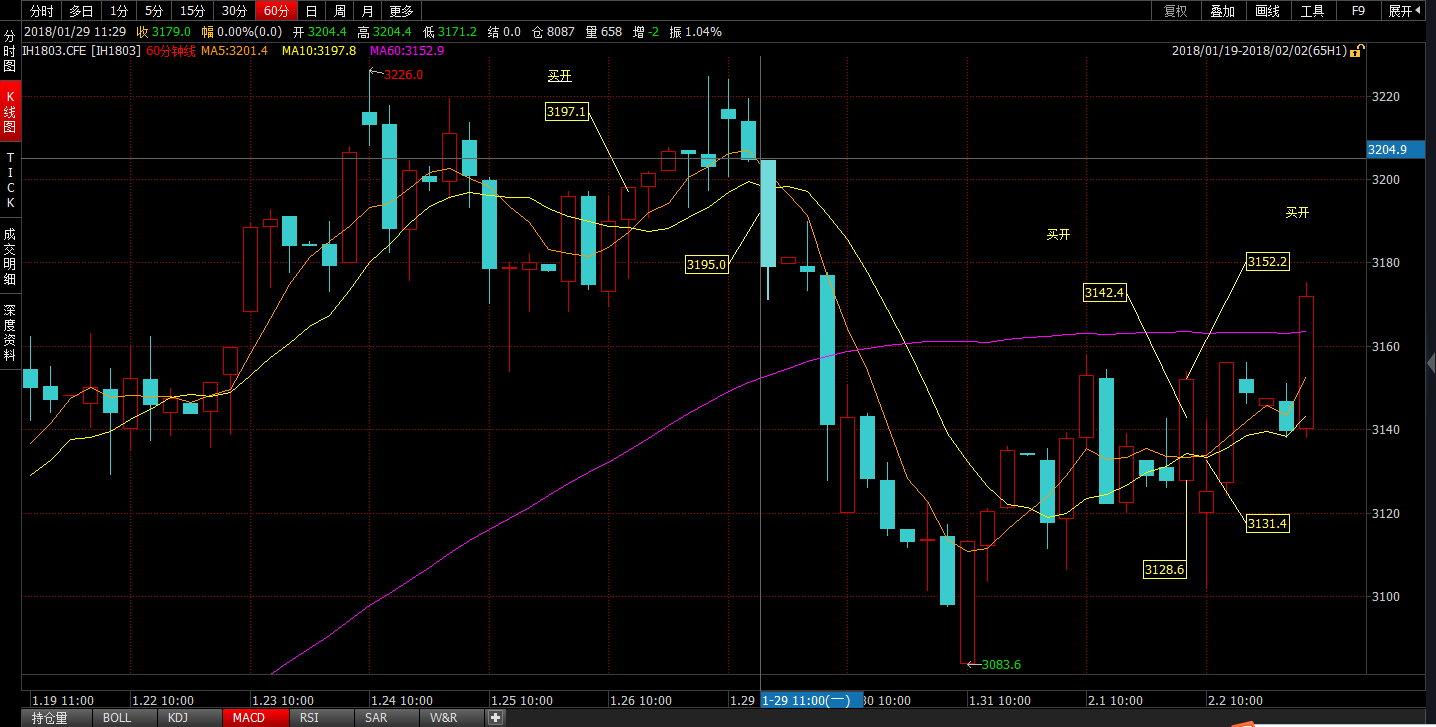 分时 多日 1分 5分 15分 30分 60分 日 周 月 更多 复权 叠加 画线 工具 F9 展开
2018/01/29 11:29 收 3179.0 幅 0.00%(0.0) 开 3204.4 高 3204.4 低 3171.2 结 0.0 仓 8087 量 658 增 -2 振 1.04%
IH1803.CFE [IH1803] 60分钟线 MA5:3201.4 MA10:3197.8 MA60:3152.9 2018/01/19-2018/02/02(65H1)
分时图
K线图
TICK
成交明细
深度资料
3226.0
买开
3197.1
3195.0
买开
买开
3142.4
3152.2
3131.4
3128.6
3083.6
3220
3204.9
3200
3180
3160
3140
3120
3100
1.19 11:00 1.22 10:00 1.23 10:00 1.24 10:00 1.25 10:00 1.26 10:00 1.29 1-29 11:00(一) 30 10:00 1.31 10:00 2.1 10:00 2.2 10:00
持仓量 BOLL KDJ MACD RSI SAR W&R